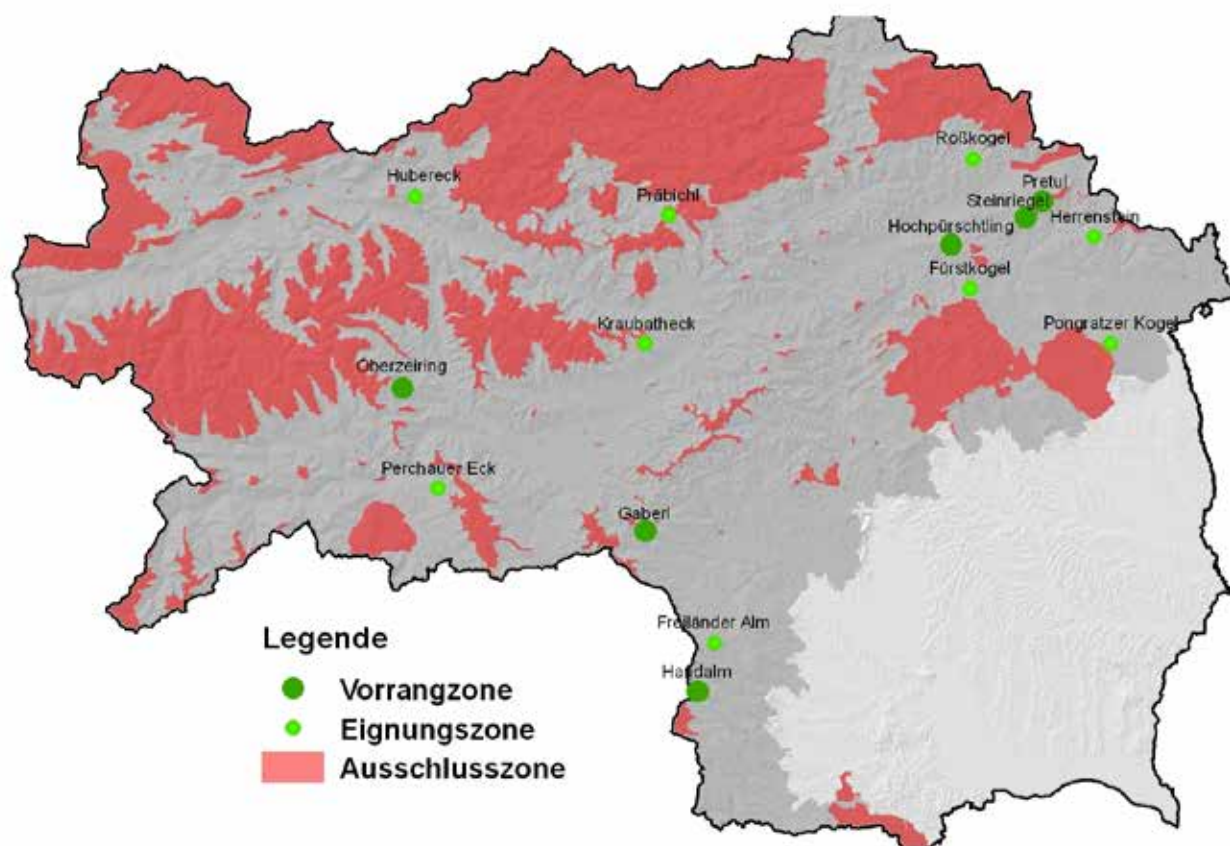 Roßkogel
Hubereck
Präbichl
Pretul
Steinriegel
Herrenstein
Hochpürschtling
Fürstkogel
Kraubatheck
Pongratzer Kogel
Oberzeiring
Perchauer Eck
Gaberl
Freiländer Alm
Handalm
Legende
Vorrangzone
Eignungszone
Ausschlusszone